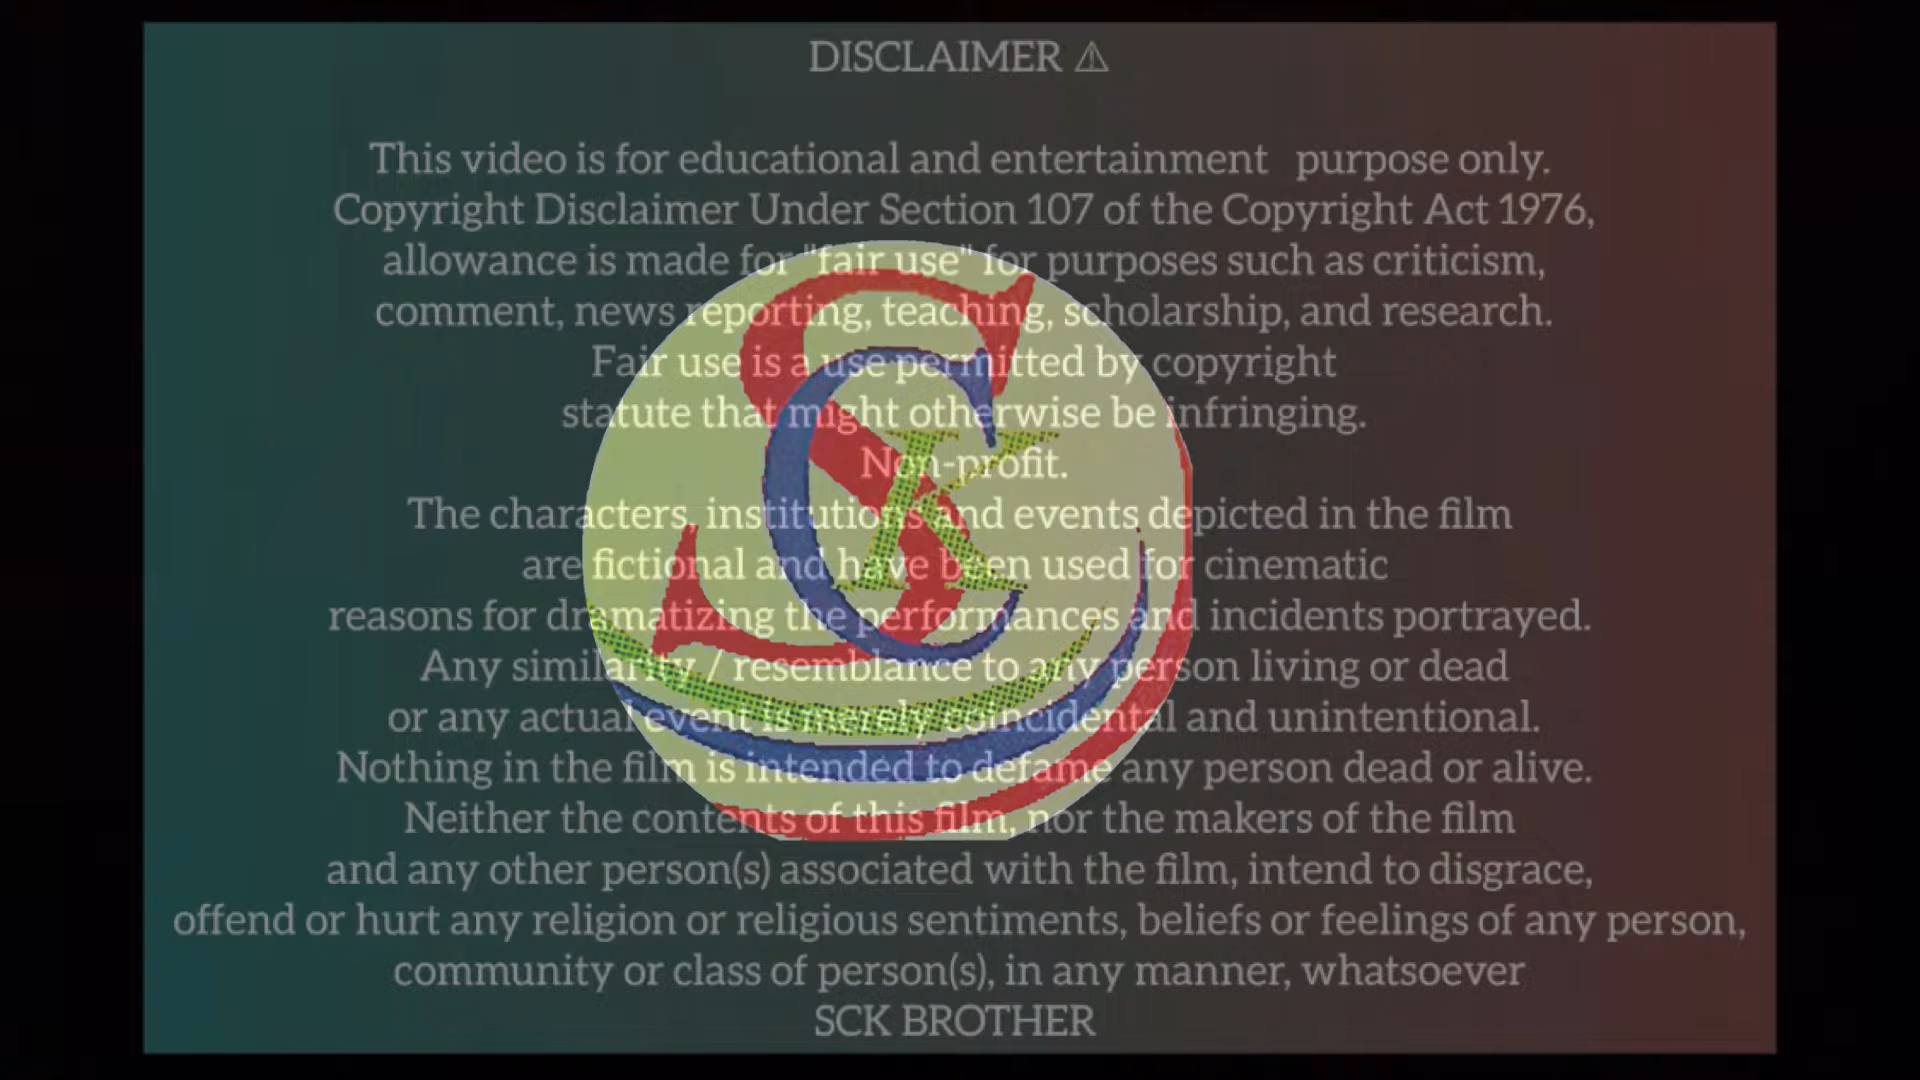 DISCLAIMER ⚠
This video is for educational and entertainment purpose only.
Copyright Disclaimer Under Section 107 of the Copyright Act 1976,
allowance is made for "fair use" for purposes such as criticism,
comment, news reporting, teaching, scholarship, and research.
Fair use is a use permitted by copyright
statute that might otherwise be infringing.
Non-profit.
The characters, institutions and events depicted in the film
are fictional and have been used for cinematic
reasons for dramatizing the performances and incidents portrayed.
Any similarity / resemblance to any person living or dead
or any actual event is merely coincidental and unintentional.
Nothing in the film is intended to defame any person dead or alive.
Neither the contents of this film, nor the makers of the film
and any other person(s) associated with the film, intend to disgrace,
offend or hurt any religion or religious sentiments, beliefs or feelings of any person,
community or class of person(s), in any manner, whatsoever
SCK BROTHER
SCK